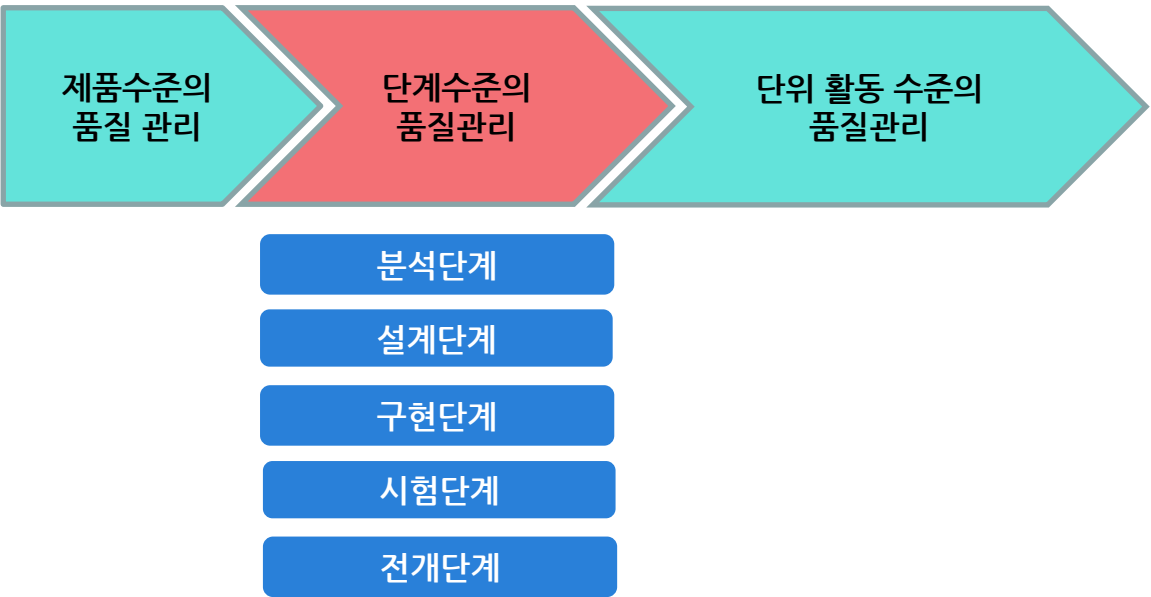 제품수준의
품질 관리
단계수준의
품질관리
단위 활동 수준의
품질관리
분석단계
설계단계
구현단계
시험단계
전개단계